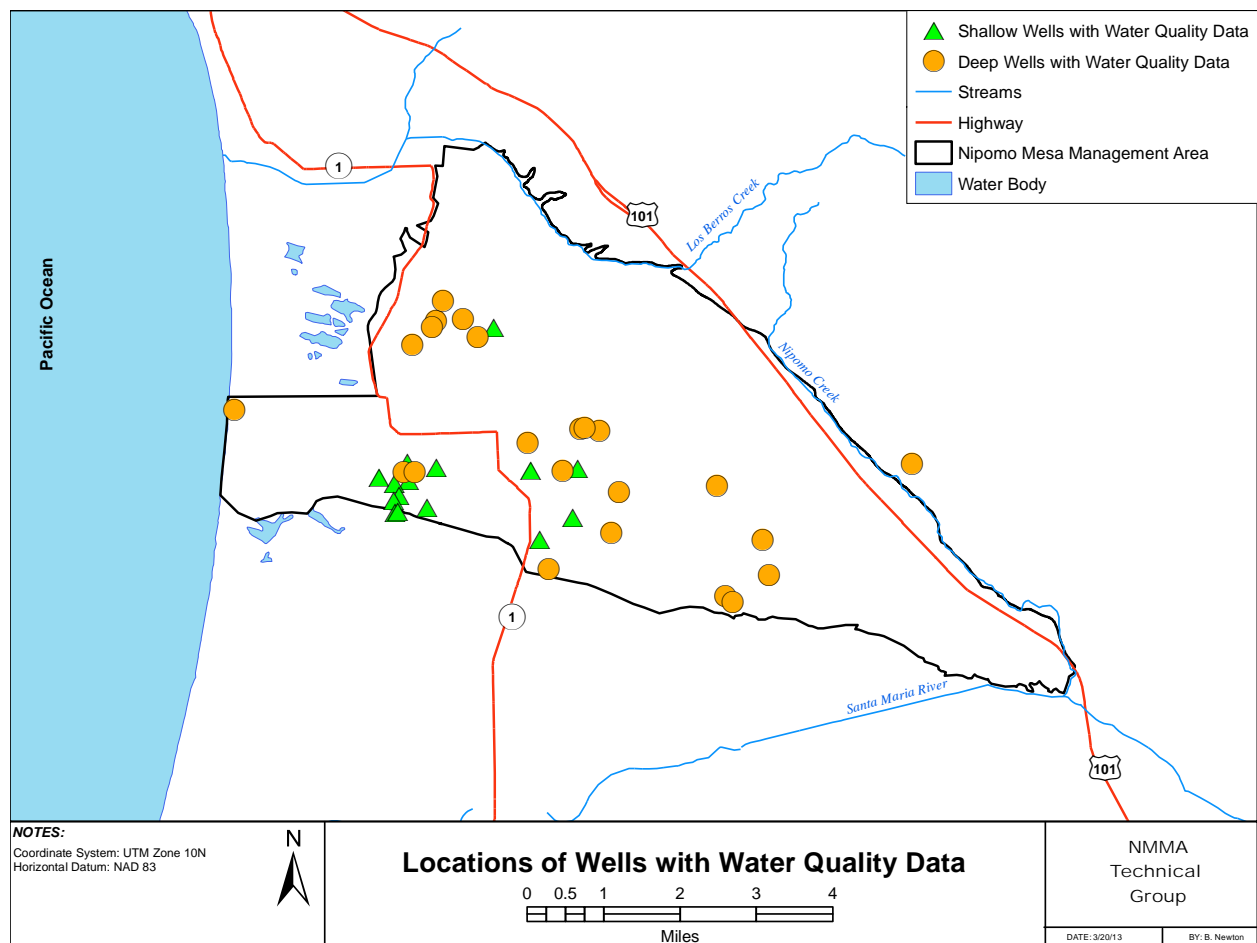 Shallow Wells with Water Quality Data
Deep Wells with Water Quality Data
Streams
Highway
Nipomo Mesa Management Area
Water Body
1
101
Los Berros Creek
Pacific Ocean
Nipomo Creek
1
Santa Maria River
101
NOTES:
Coordinate System: UTM Zone 10N
Horizontal Datum: NAD 83
N
Locations of Wells with Water Quality Data
0 0.5 1 2 3 4
Miles
NMMA
Technical
Group
DATE: 3/20/13 BY: B. Newton